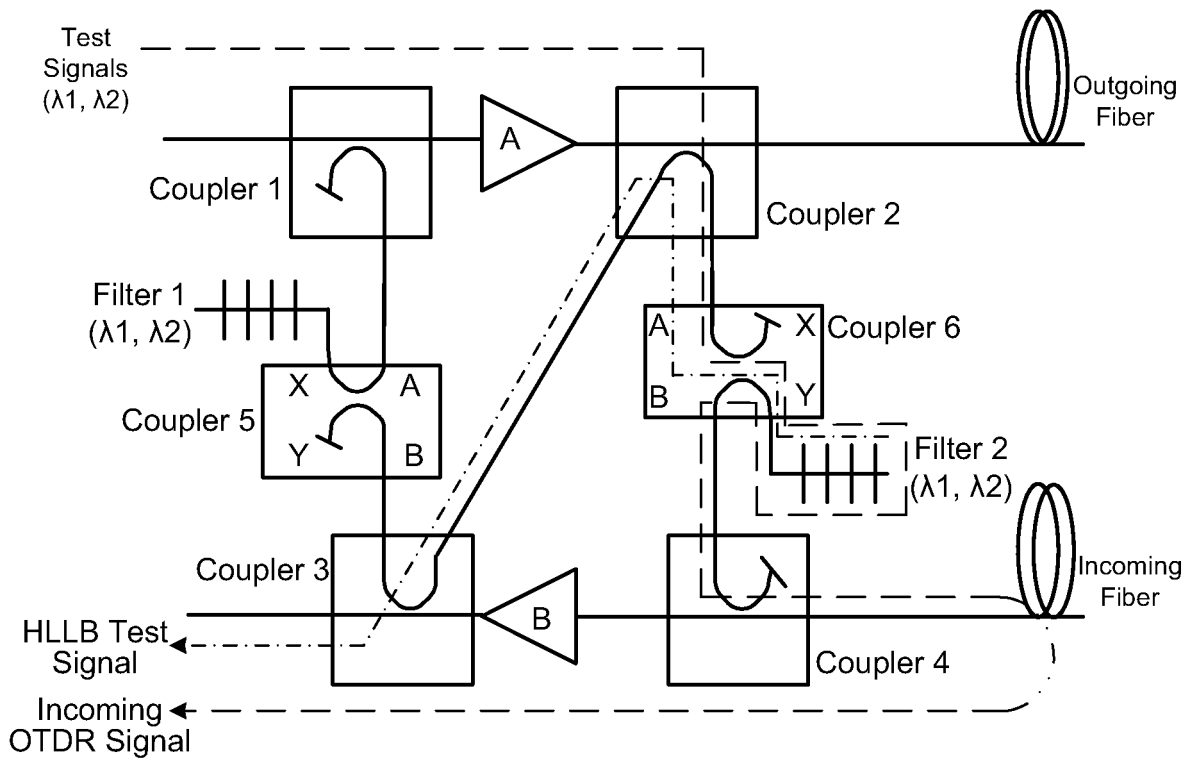 Test
Signals
(λ1, λ2)
A
Outgoing
Fiber
Coupler 1
Coupler 2
Filter 1
(λ1, λ2)
A
X
Coupler 6
B
Y
X
A
Coupler 5
Y
B
Filter 2
(λ1, λ2)
Coupler 3
B
Incoming
Fiber
HLLB Test
Signal
Coupler 4
Incoming
OTDR Signal